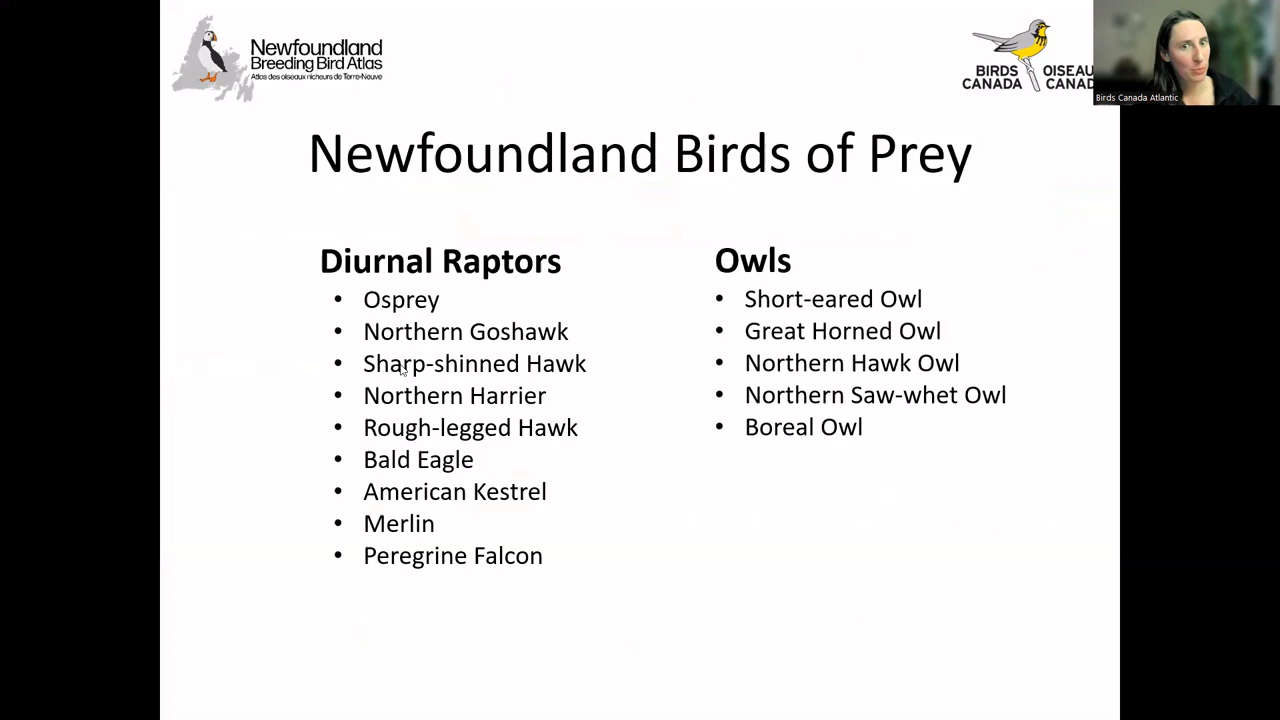 Newfoundland
Breeding Bird Atlas
Atlas des oiseaux nicheurs de Terre-Neuve
BIRDS CANADA
OISEAU CANAD
Birds Canada Atlantic
Newfoundland Birds of Prey
Diurnal Raptors
• Osprey
• Northern Goshawk
• Sharp-shinned Hawk
• Northern Harrier
• Rough-legged Hawk
• Bald Eagle
• American Kestrel
• Merlin
• Peregrine Falcon
Owls
• Short-eared Owl
• Great Horned Owl
• Northern Hawk Owl
• Northern Saw-whet Owl
• Boreal Owl